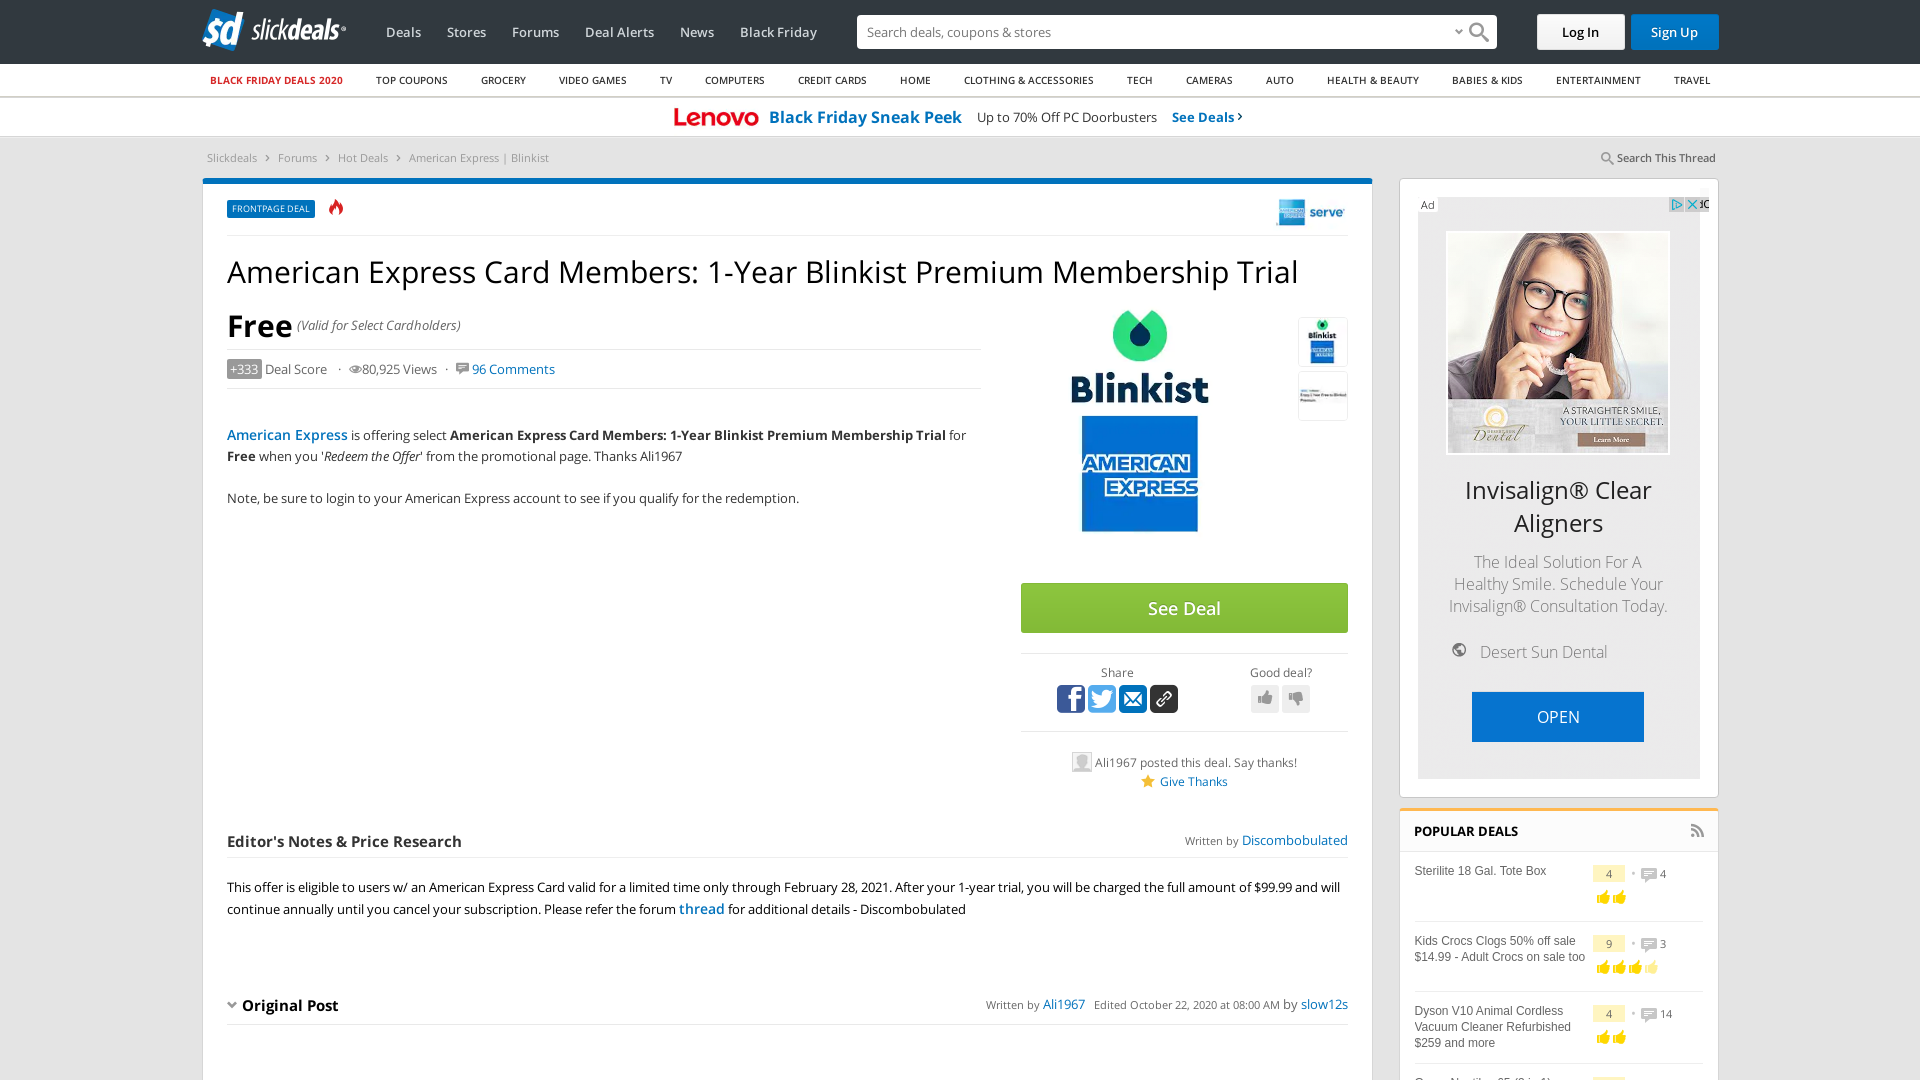 sd slickdeals
Deals Stores Forums Deal Alerts News Black Friday
Search deals, coupons & stores
Log In
Sign Up
BLACK FRIDAY DEALS 2020 TOP COUPONS GROCERY VIDEO GAMES TV COMPUTERS CREDIT CARDS HOME CLOTHING & ACCESSORIES TECH CAMERAS AUTO HEALTH & BEAUTY BABIES & KIDS ENTERTAINMENT TRAVEL
Lenovo Black Friday Sneak Peek Up to 70% Off PC Doorbusters See Deals
Slickdeals Forums Hot Deals American Express | Blinkist
Search This Thread
FRONTPAGE DEAL
AMERICAN EXPRESS serve
American Express Card Members: 1-Year Blinkist Premium Membership Trial
Free (Valid for Select Cardholders)
+333 Deal Score · 80,925 Views · 96 Comments
American Express is offering select American Express Card Members: 1-Year Blinkist Premium Membership Trial for
Free when you 'Redeem the Offer' from the promotional page. Thanks Ali1967
Note, be sure to login to your American Express account to see if you qualify for the redemption.
Blinkist
AMERICAN
EXPRESS
Blinkist
See Deal
Share
Good deal?
Ali1967 posted this deal. Say thanks!
Give Thanks
Editor's Notes & Price Research
Written by Discombobulated
This offer is eligible to users w/ an American Express Card valid for a limited time only through February 28, 2021. After your 1-year trial, you will be charged the full amount of $99.99 and will
continue annually until you cancel your subscription. Please refer the forum thread for additional details - Discombobulated
Original Post
Written by Ali1967 Edited October 22, 2020 at 08:00 AM by slow12s
Ad
A STRAIGHTER SMILE,
YOUR LITTLE SECRET.
Dental
Learn More
Invisalign® Clear
Aligners
The Ideal Solution For A
Healthy Smile. Schedule Your
Invisalign® Consultation Today.
Desert Sun Dental
OPEN
POPULAR DEALS
Sterilite 18 Gal. Tote Box
4 · 4
Kids Crocs Clogs 50% off sale
$14.99 - Adult Crocs on sale too
9 · 3
Dyson V10 Animal Cordless
Vacuum Cleaner Refurbished
$259 and more
4 · 14